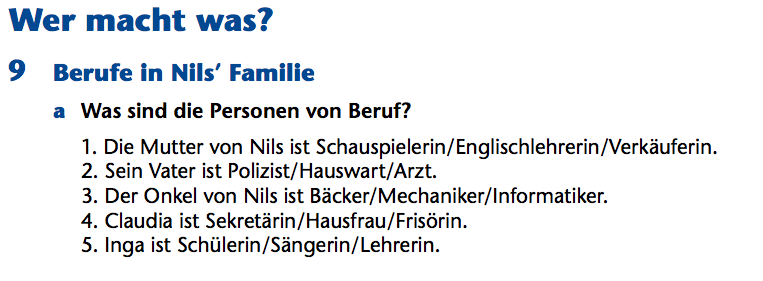 Wer macht was?
9 Berufe in Nils’ Familie
a Was sind die Personen von Beruf?
1. Die Mutter von Nils ist Schauspielerin/Englischlehrerin/Verkäuferin.
2. Sein Vater ist Polizist/Hauswart/Arzt.
3. Der Onkel von Nils ist Bäcker/Mechaniker/Informatiker.
4. Claudia ist Sekretärin/Hausfrau/Frisörin.
5. Inga ist Schülerin/Sängerin/Lehrerin.